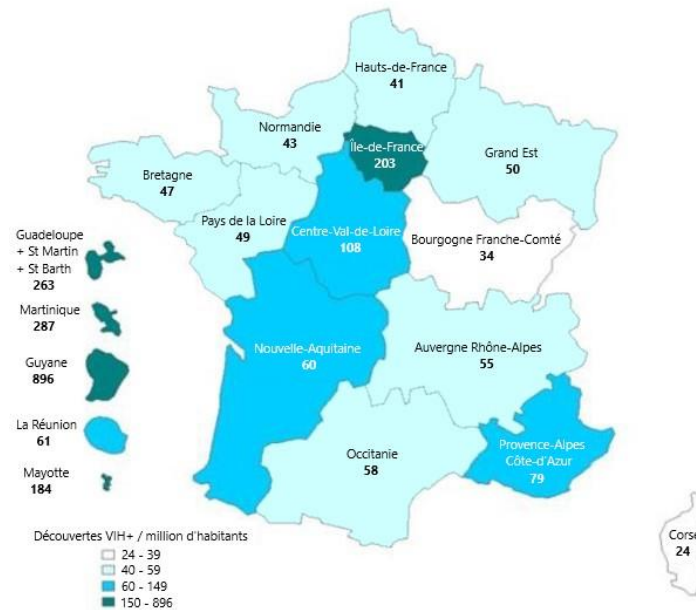 Hauts-de-France
41
Normandie
43
Île-de-France
203
Grand Est
50
Bretagne
47
Pays de la Loire
49
Centre-Val-de-Loire
108
Bourgogne Franche-Comté
34
Guadeloupe
+ St Martin
+ St Barth
263
Martinique
287
Guyane
896
La Réunion
61
Mayotte
184
Nouvelle-Aquitaine
60
Auvergne Rhône-Alpes
55
Occitanie
58
Provence-Alpes
Côte-d'Azur
79
Corse
24
Découvertes VIH+ / million d'habitants
24 - 39
40 - 59
60 - 149
150 - 896